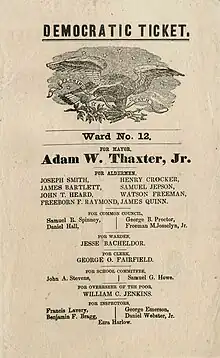 DEMOCRATIC TICKET.
Ward No. 12,
FOR MAYOR,
Adam W. Thaxter, Jr.
FOR ALDERMEN,
JOSEPH SMITH, HENRY CROCKER,
JAMES BARTLETT, SAMUEL JEPSON,
JOHN T. HEARD, WATSON FREEMAN,
FREEBORN F. RAYMOND, JAMES QUINN.
FOR COMMON COUNCIL,
Samuel B. Spinney, George B. Proctor,
Daniel Hall, Freeman M. Josselyn, Jr.
FOR WARDEN,
JESSE BACHELDOR.
FOR CLERK,
GEORGE O. FAIRFIELD.
FOR SCHOOL COMMITTEE,
John A. Stevens, Samuel G. Howe.
FOR OVERSEER OF THE POOR,
WILLIAM C. JENKINS.
FOR INSPECTORS,
Francis Lavery, George Emerson,
Benjamin F. Bragg, Daniel Webster, Jr.
Ezra Harlow.